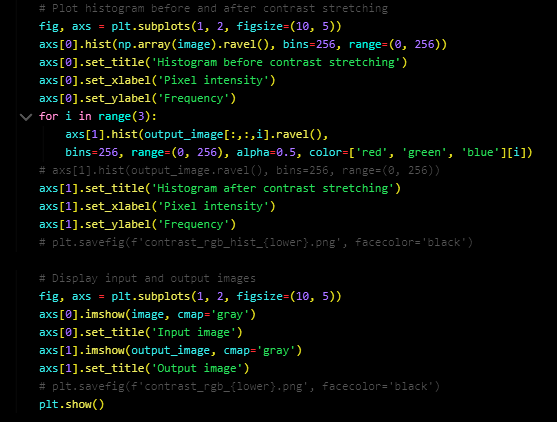 # Plot histogram before and after contrast stretching
fig, axs = plt.subplots(1, 2, figsize=(10, 5))
axs[0].hist(np.array(image).ravel(), bins=256, range=(0, 256))
axs[0].set_title('Histogram before contrast stretching')
axs[0].set_xlabel('Pixel intensity')
axs[0].set_ylabel('Frequency')
for i in range(3):
    axs[1].hist(output_image[:,:,i].ravel(),
    bins=256, range=(0, 256), alpha=0.5, color=['red', 'green', 'blue'][i])
# axs[1].hist(output_image.ravel(), bins=256, range=(0, 256))
axs[1].set_title('Histogram after contrast stretching')
axs[1].set_xlabel('Pixel intensity')
axs[1].set_ylabel('Frequency')
# plt.savefig(f'contrast_rgb_hist_{lower}.png', facecolor='black')

# Display input and output images
fig, axs = plt.subplots(1, 2, figsize=(10, 5))
axs[0].imshow(image, cmap='gray')
axs[0].set_title('Input image')
axs[1].imshow(output_image, cmap='gray')
axs[1].set_title('Output image')
# plt.savefig(f'contrast_rgb_{lower}.png', facecolor='black')
plt.show()